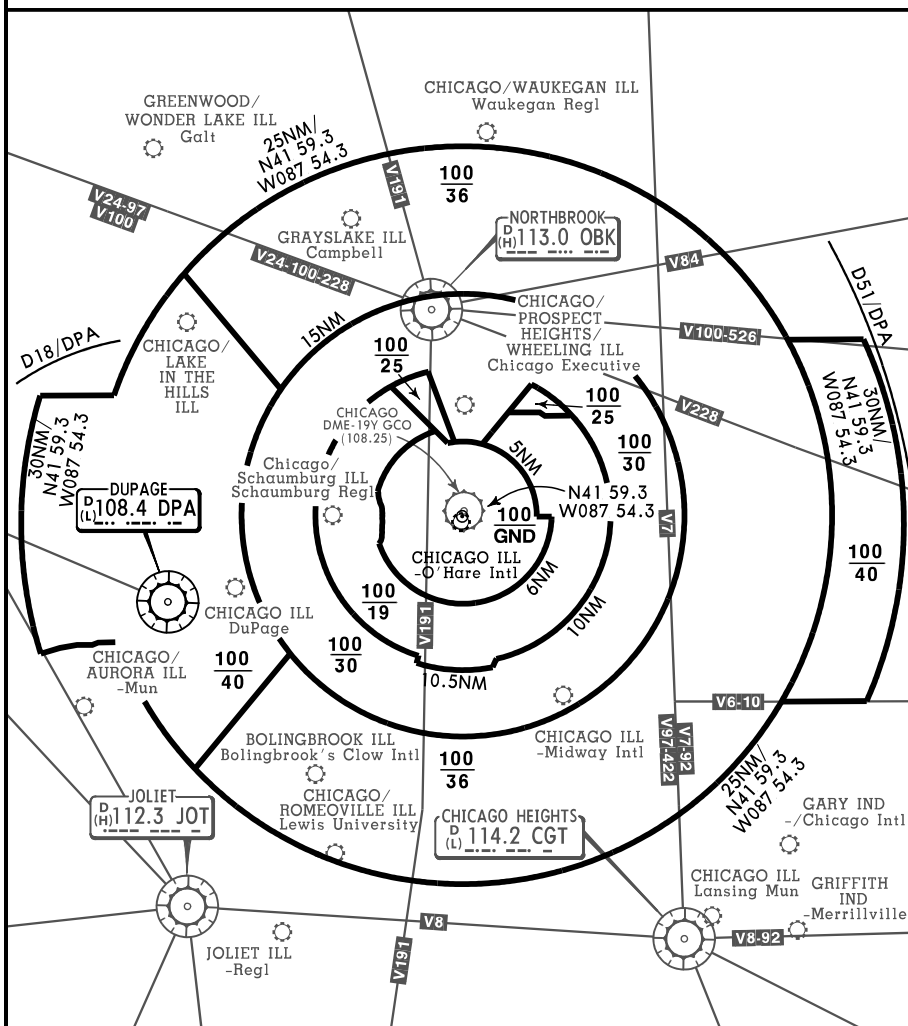 CHICAGO/WAUKEGAN ILL
Waukegan Regl
GREENWOOD/
WONDER LAKE ILL
Galt
25NM/
N41 59.3
W087 54.3
V191
100
36
V24-97
V100
NORTHBROOK
D
(H) 113.0 OBK
GRAYSLAKE ILL
Campbell
V24-100-228
V84
D51/DPA
CHICAGO/
PROSPECT
HEIGHTS/
WHEELING ILL
Chicago Executive
15NM
V100-526
D18/DPA
CHICAGO/
LAKE
IN THE
HILLS
ILL
100
25
100
25
V228
30NM/
N41 59.3
W087 54.3
CHICAGO
DME-19Y GCO
(108.25)
30NM/
N41 59.3
W087 54.3
100
30
5NM
Chicago/
Schaumburg ILL
Schaumburg Regl
DUPAGE
D
(L) 108.4 DPA
N41 59.3
W087 54.3
100
GND
V7
CHICAGO ILL
-O'Hare Intl
100
40
6NM
100
19
10NM
CHICAGO ILL
DuPage
V191
100
30
CHICAGO/
AURORA ILL
-Mun
100
40
10.5NM
V6-10
CHICAGO ILL
-Midway Intl
V97-422
V7-92
BOLINGBROOK ILL
Bolingbrook's Clow Intl
100
36
25NM/
N41 59.3
W087 54.3
CHICAGO/
ROMEOVILLE ILL
Lewis University
JOLIET
D
(H) 112.3 JOT
CHICAGO HEIGHTS
D
(L) 114.2 CGT
GARY IND
-/Chicago Intl
CHICAGO ILL
Lansing Mun
GRIFFITH
IND
-Merrillville
V8
V8-92
V191
JOLIET ILL
-Regl